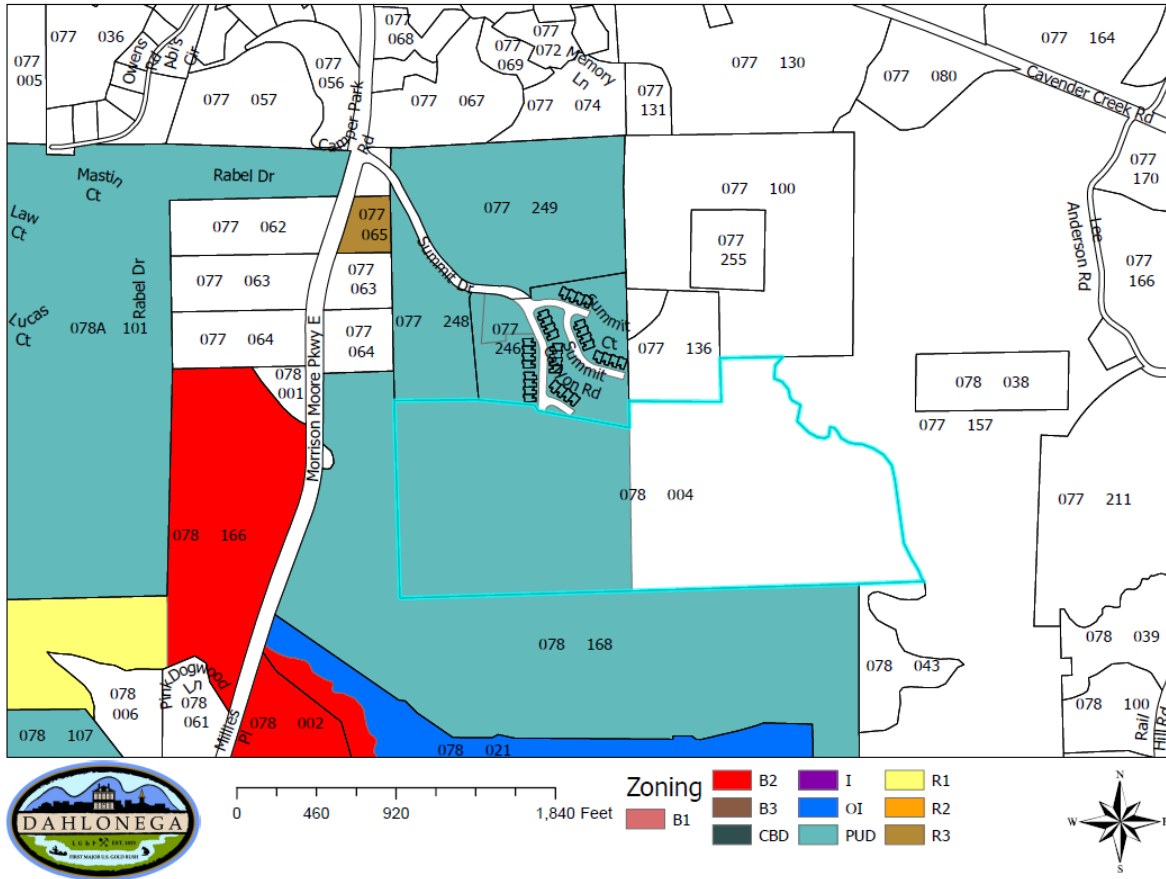 077 036
077 005
Owens Rd
Abi's Cir
077 057
077 056
077 068
077 069
077 072
Memory Ln
077 067
077 074
077 131
077 130
077 080
077 164
Cavender Creek Rd
Camper Park Rd
Mastin Ct
Rabel Dr
077 170
Law Ct
077 062
077 065
077 249
077 100
077 255
Lee Anderson Rd
077 166
Rabel Dr
077 063
077 063
Summit Dr
Lucas Ct
078A 101
077 064
077 064
077 248
077 246
Summit Ct
Summit
077 136
078 001
Morrison Moore Pkwy E
078 038
077 157
078 004
077 211
078 166
078 168
078 039
078 043
Pink Dogwood Ln
078 006
078 061
078 002
078 100
Rail Hill Rd
078 107
Millies Pl
078 021
DAHLONEGA
EST. 1833
FIRST MAJOR U.S. GOLD RUSH
0 460 920 1,840 Feet
Zoning
B1
B2
B3
CBD
I
OI
PUD
R1
R2
R3
N
W E
S